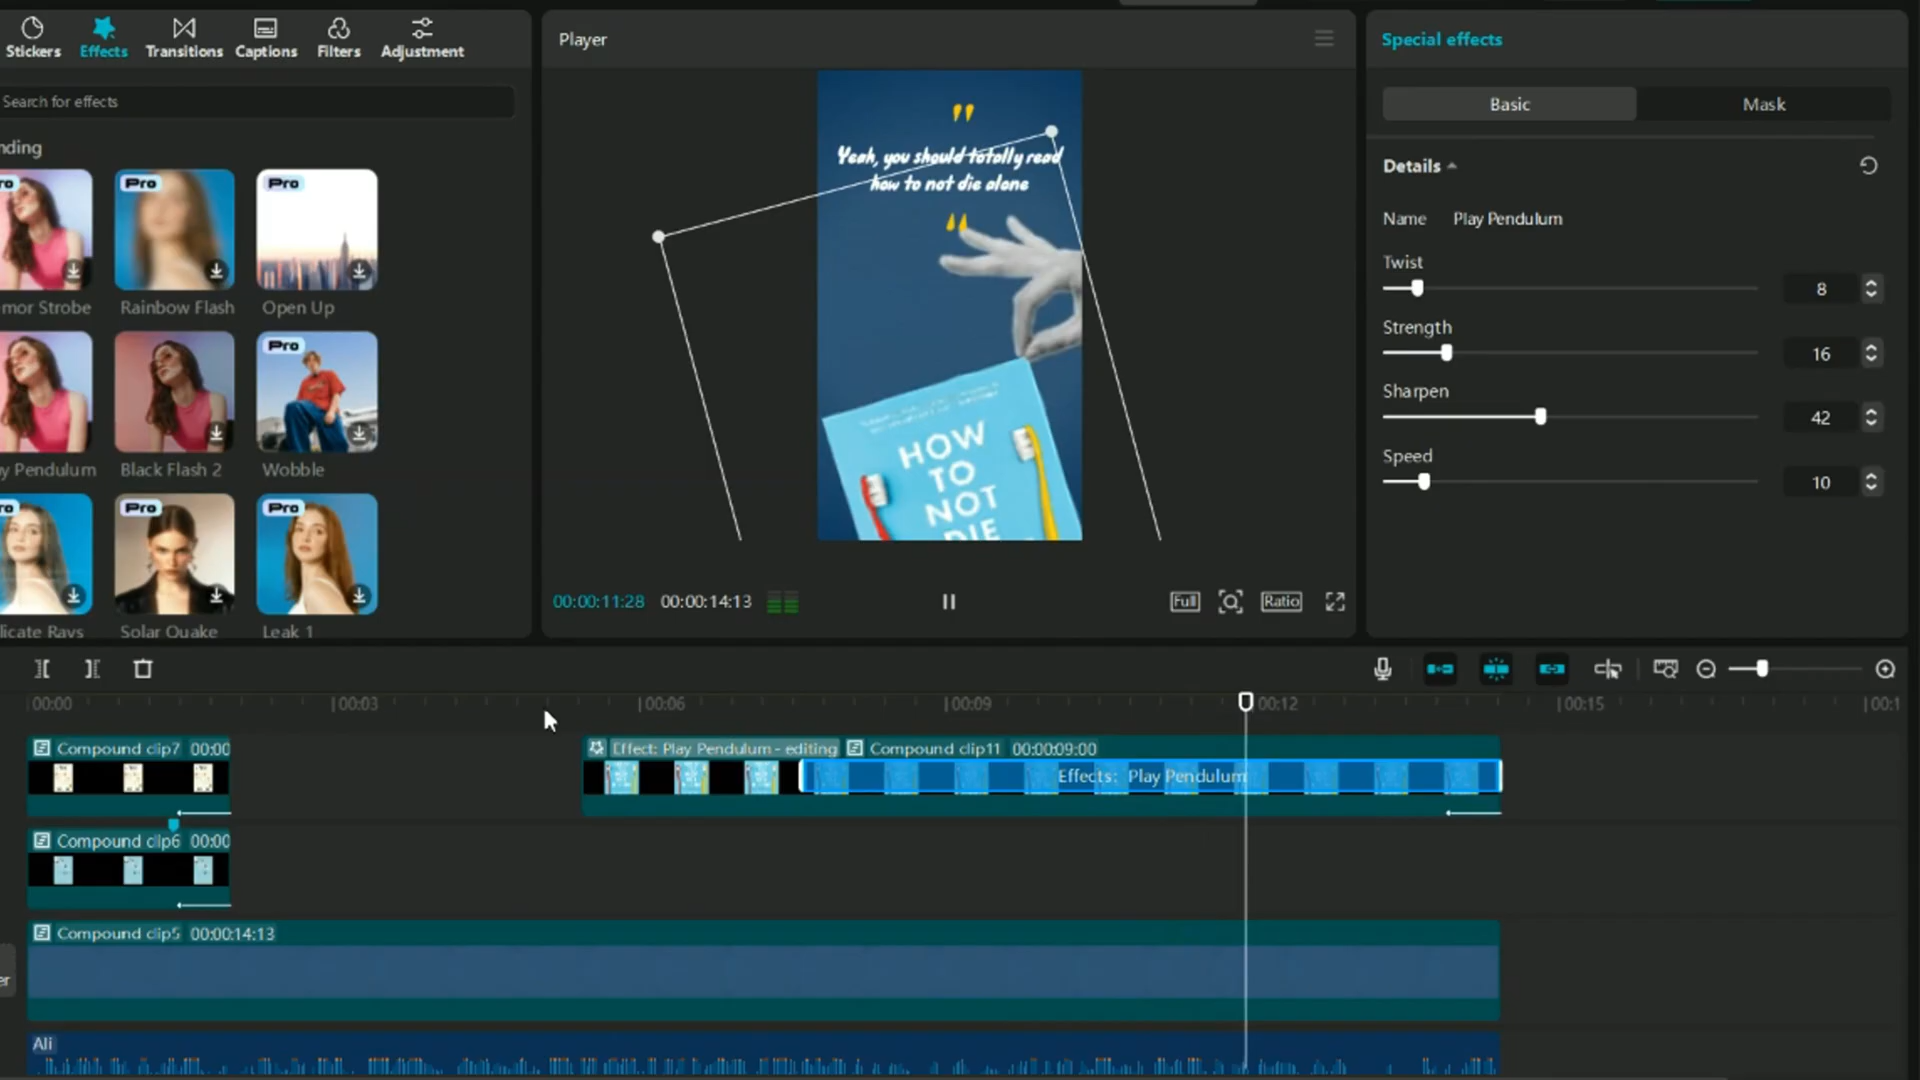 Stickers
Effects
Transitions
Captions
Filters
Adjustment
Search for effects
nding
ro
Pro
Pro
mor Strobe
Rainbow Flash
Open Up
Pro
y Pendulum
Black Flash 2
Wobble
ro
Pro
Pro
licate Rays
Solar Quake
Leak 1
Player
"
Yeah, you should totally read
how to not die alone
"
HOW
TO
NOT
DIE
00:00:11:28
00:00:14:13
Full
Ratio
Special effects
Basic
Mask
Details
Name Play Pendulum
Twist
8
Strength
16
Sharpen
42
Speed
10
00:00
00:03
00:06
00:09
00:12
00:15
00:1
Compound clip7 00:00
Effect: Play Pendulum - editing
Compound clip11 00:00:09:00
Effects: Play Pendulum
Compound clip6 00:00
Compound clip5 00:00:14:13
er
Ali